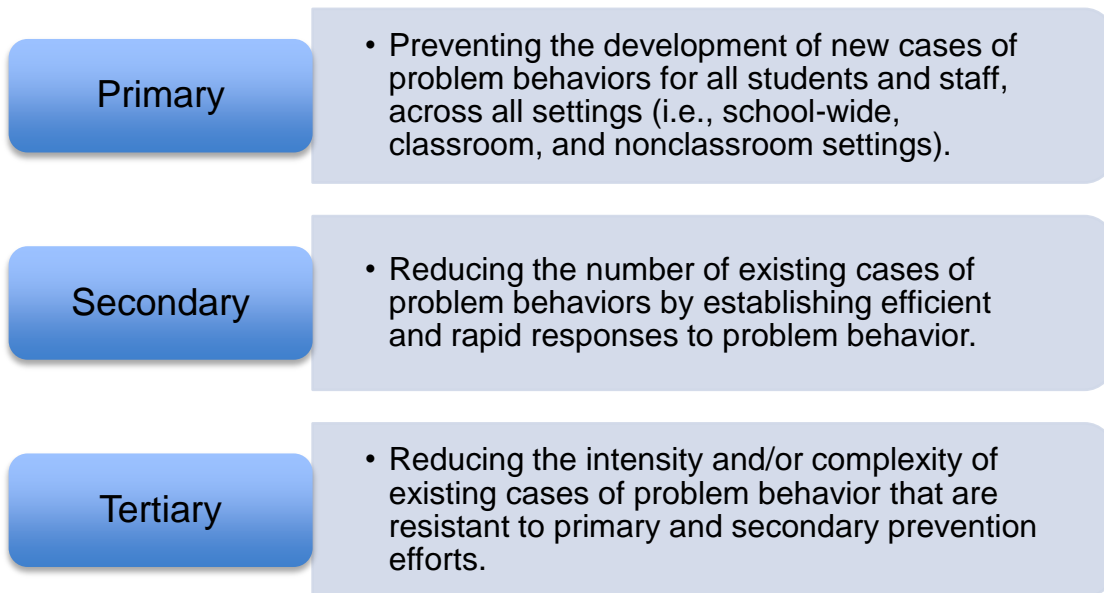 Primary
• Preventing the development of new cases of
problem behaviors for all students and staff,
across all settings (i.e., school-wide,
classroom, and nonclassroom settings).
Secondary
• Reducing the number of existing cases of
problem behaviors by establishing efficient
and rapid responses to problem behavior.
Tertiary
• Reducing the intensity and/or complexity of
existing cases of problem behavior that are
resistant to primary and secondary prevention
efforts.